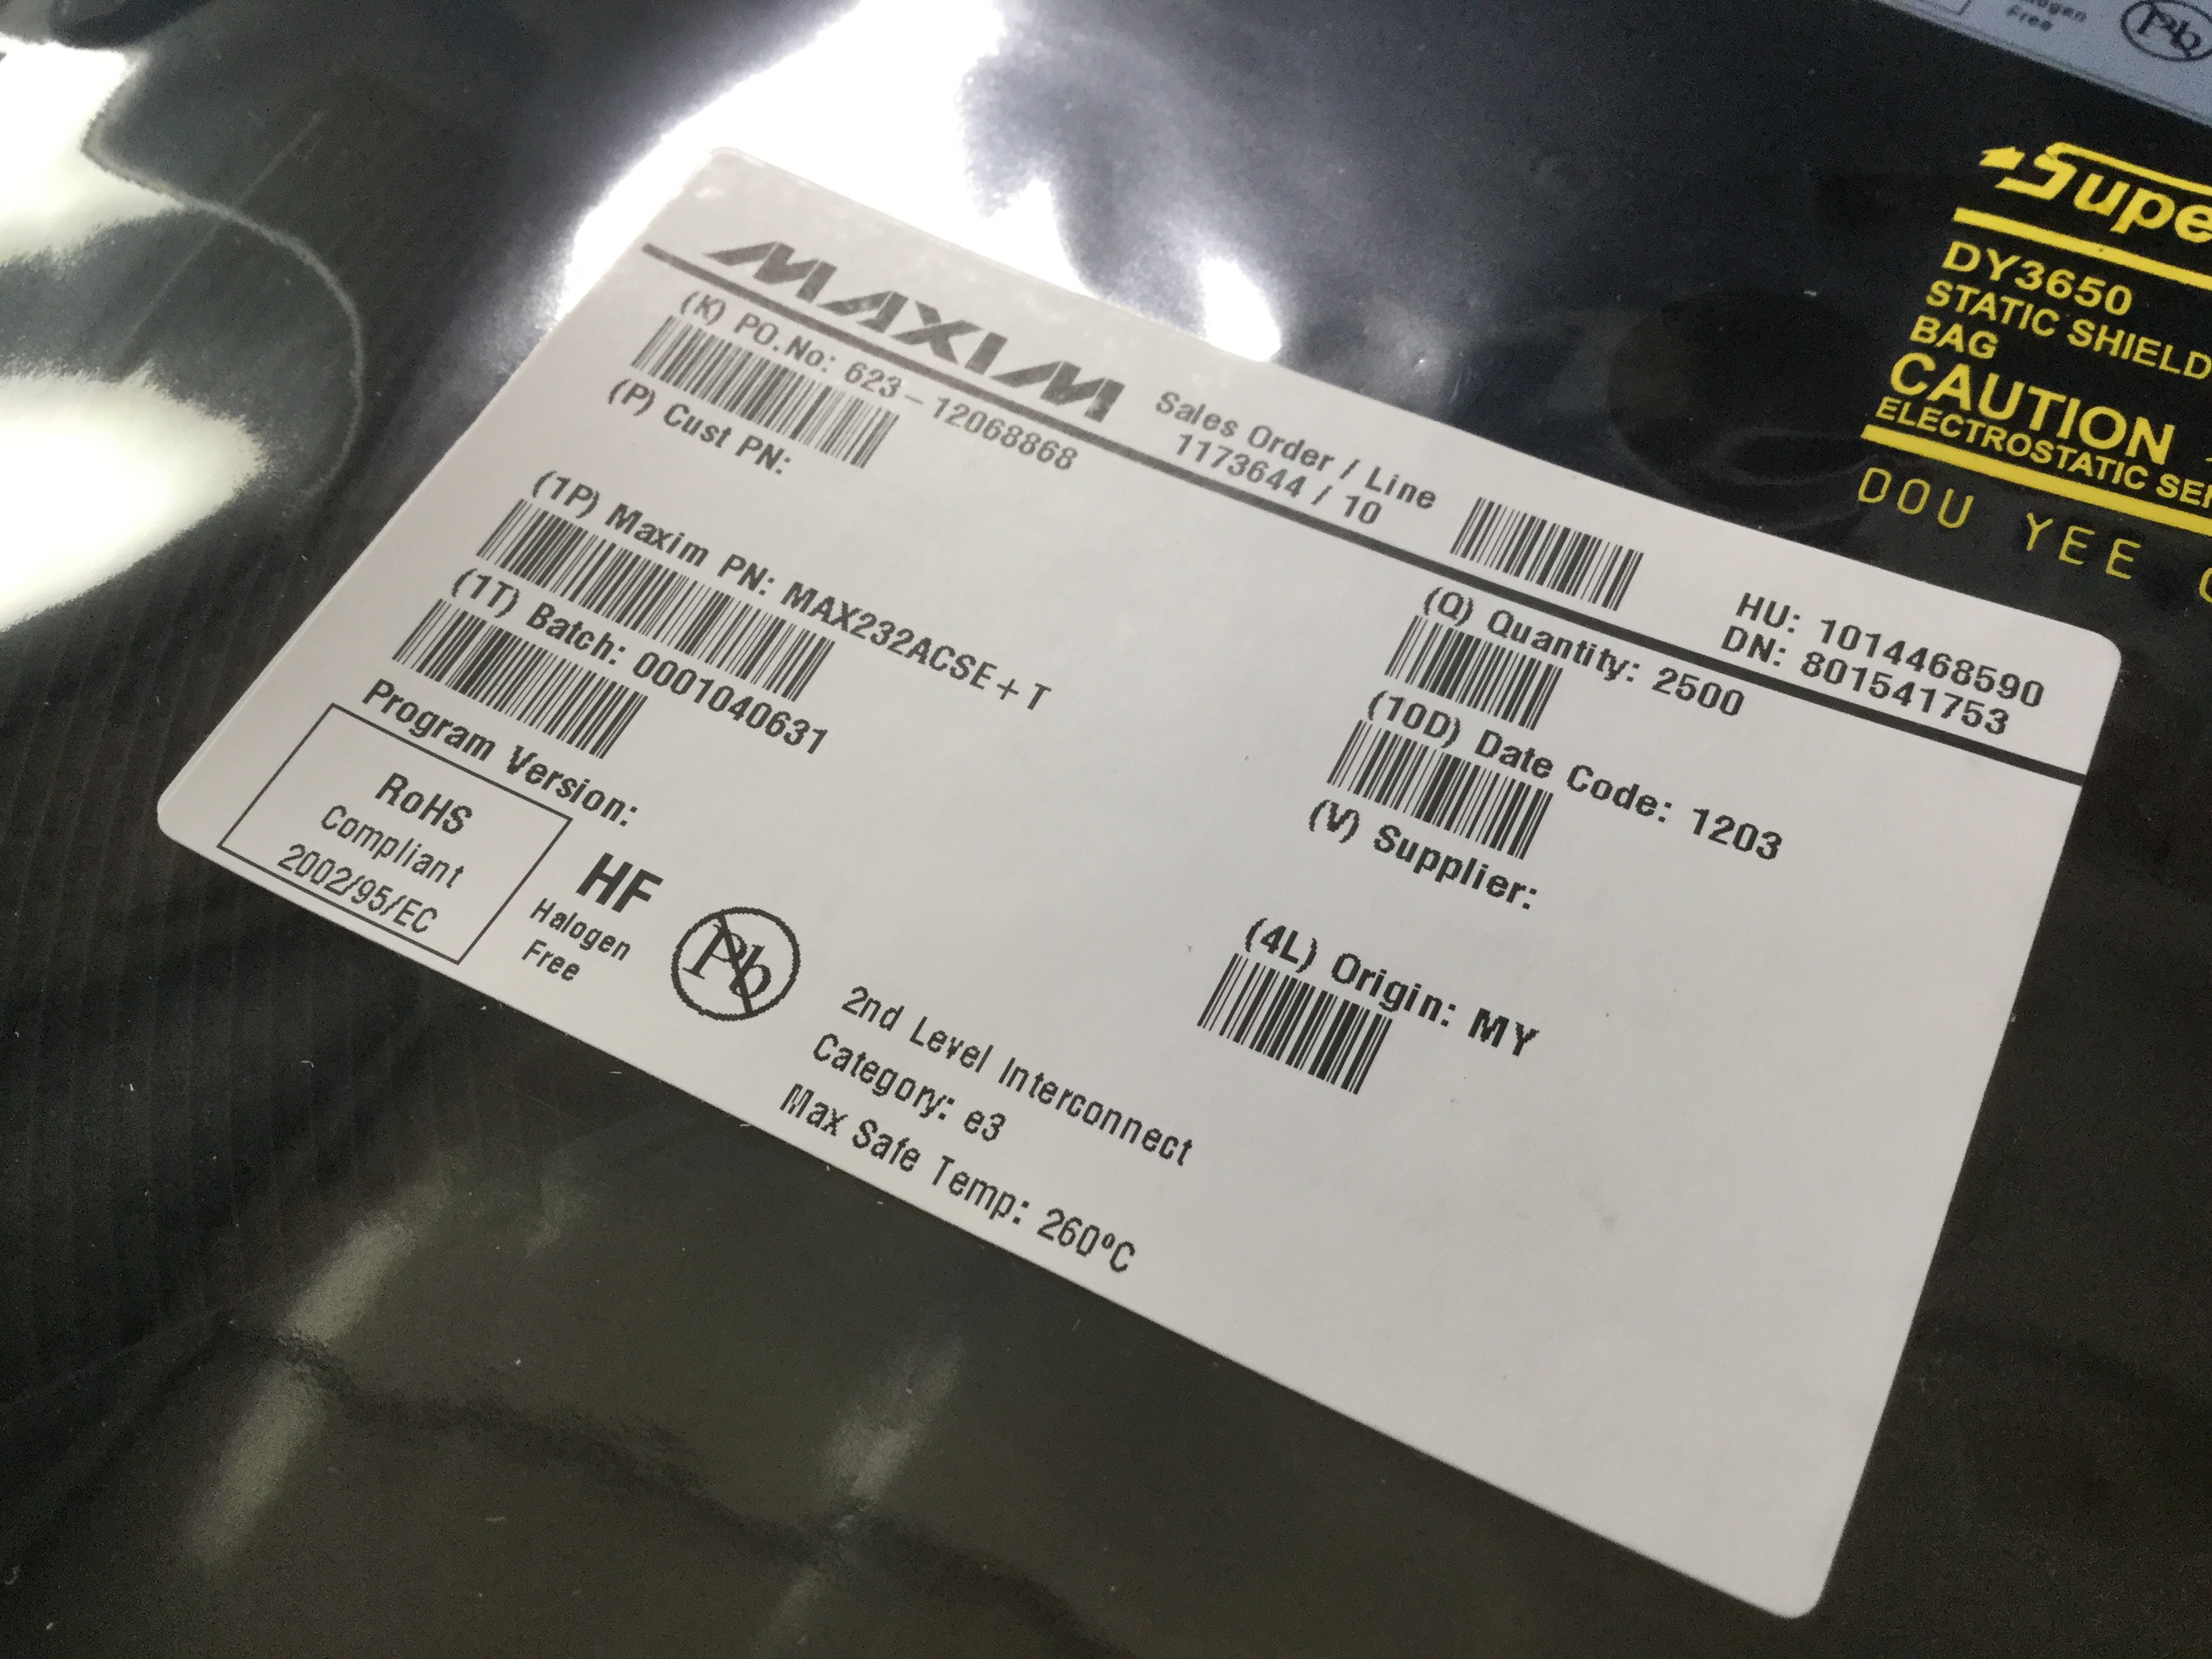 MAXIM
Sales Order / Line
1173644 / 10
HU: 1014468590
DN: 801541753
(K) PO.No: 623-12068868
(P) Cust PN:
(1P) Maxim PN: MAX232ACSE+T
(1T) Batch: 0001040631
Program Version:
(Q) Quantity: 2500
(10D) Date Code: 1203
(V) Supplier:
(4L) Origin: MY
RoHS
Compliant
2002/95/EC
HF
Halogen
Free
Pb
2nd Level Interconnect
Category: e3
Max Safe Temp: 260ºC
Free
Pb
DY3650
STATIC SHIELD
BAG
CAUTION
ELECTROSTATIC
DOU YEE